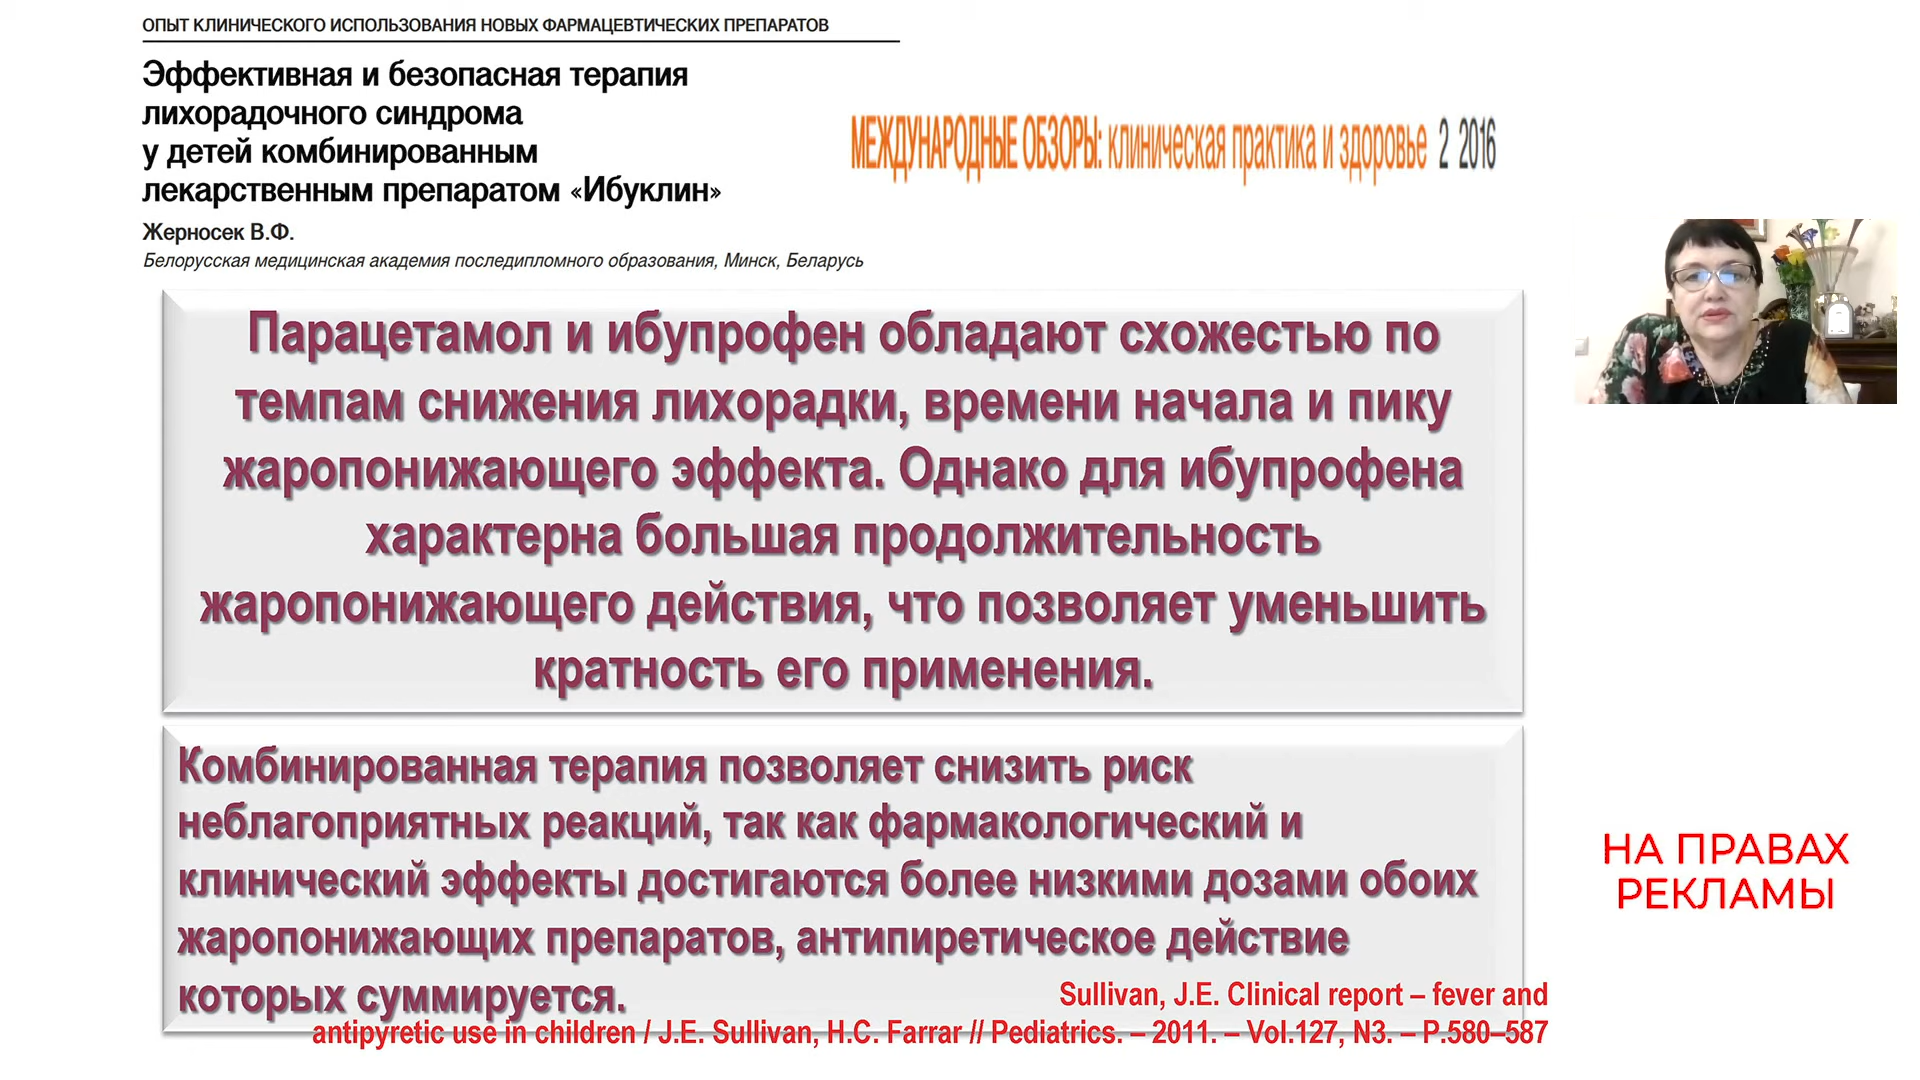 ОПЫТ КЛИНИЧЕСКОГО ИСПОЛЬЗОВАНИЯ НОВЫХ ФАРМАЦЕВТИЧЕСКИХ ПРЕПАРАТОВ
Эффективная и безопасная терапия
лихорадочного синдрома
у детей комбинированным
лекарственным препаратом «Ибуклин»
Жерносек В.Ф.
Белорусская медицинская академия последипломного образования, Минск, Беларусь
МЕЖДУНАРОДНЫЕ ОБЗОРЫ: клиническая практика и здоровье 2 2016
Парацетамол и ибупрофен обладают схожестью по
темпам снижения лихорадки, времени начала и пику
жаропонижающего эффекта. Однако для ибупрофена
характерна большая продолжительность
жаропонижающего действия, что позволяет уменьшить
кратность его применения.
Комбинированная терапия позволяет снизить риск
неблагоприятных реакций, так как фармакологический и
клинический эффекты достигаются более низкими дозами обоих
жаропонижающих препаратов, антипиретическое действие
которых суммируется.
Sullivan, J.E. Clinical report – fever and
antipyretic use in children / J.E. Sullivan, H.C. Farrar // Pediatrics. – 2011. – Vol.127, N3. – P.580–587
НА ПРАВАХ
РЕКЛАМЫ